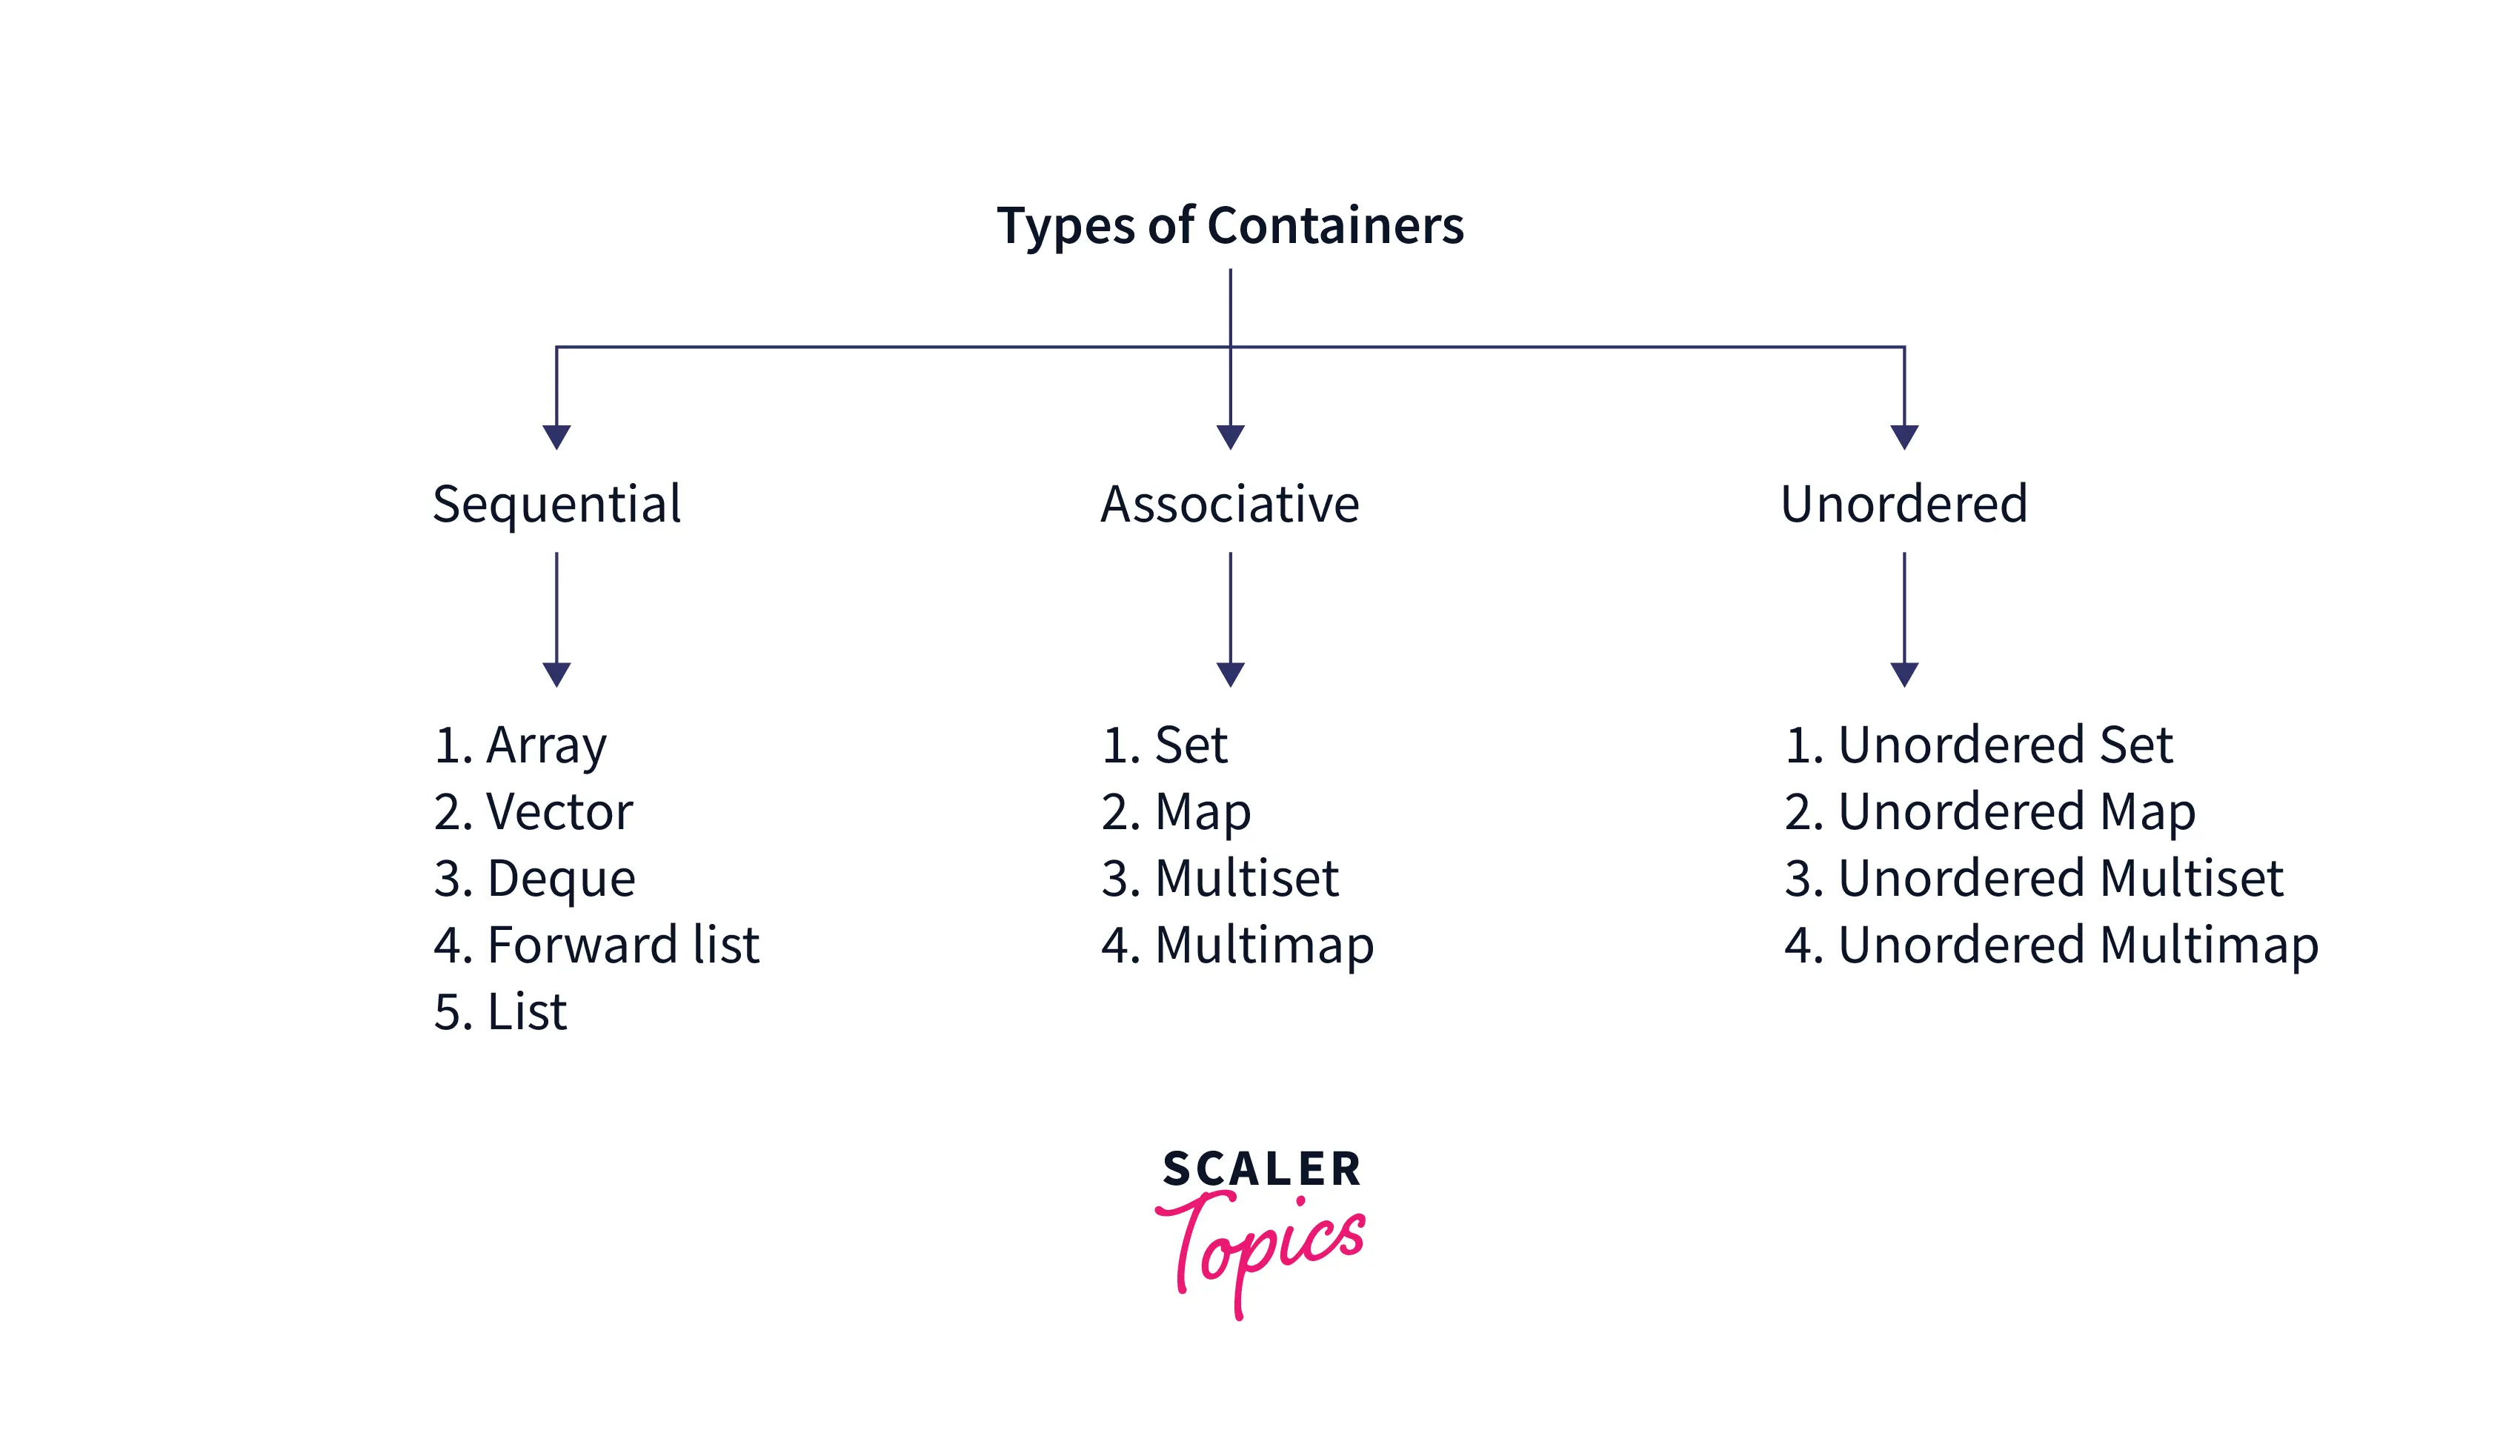 Types of Containers
Sequential
Associative
Unordered
1. Array
2. Vector
3. Deque
4. Forward list
5. List
1. Set
2. Map
3. Multiset
4. Multimap
1. Unordered Set
2. Unordered Map
3. Unordered Multiset
4. Unordered Multimap
SCALER
Topics